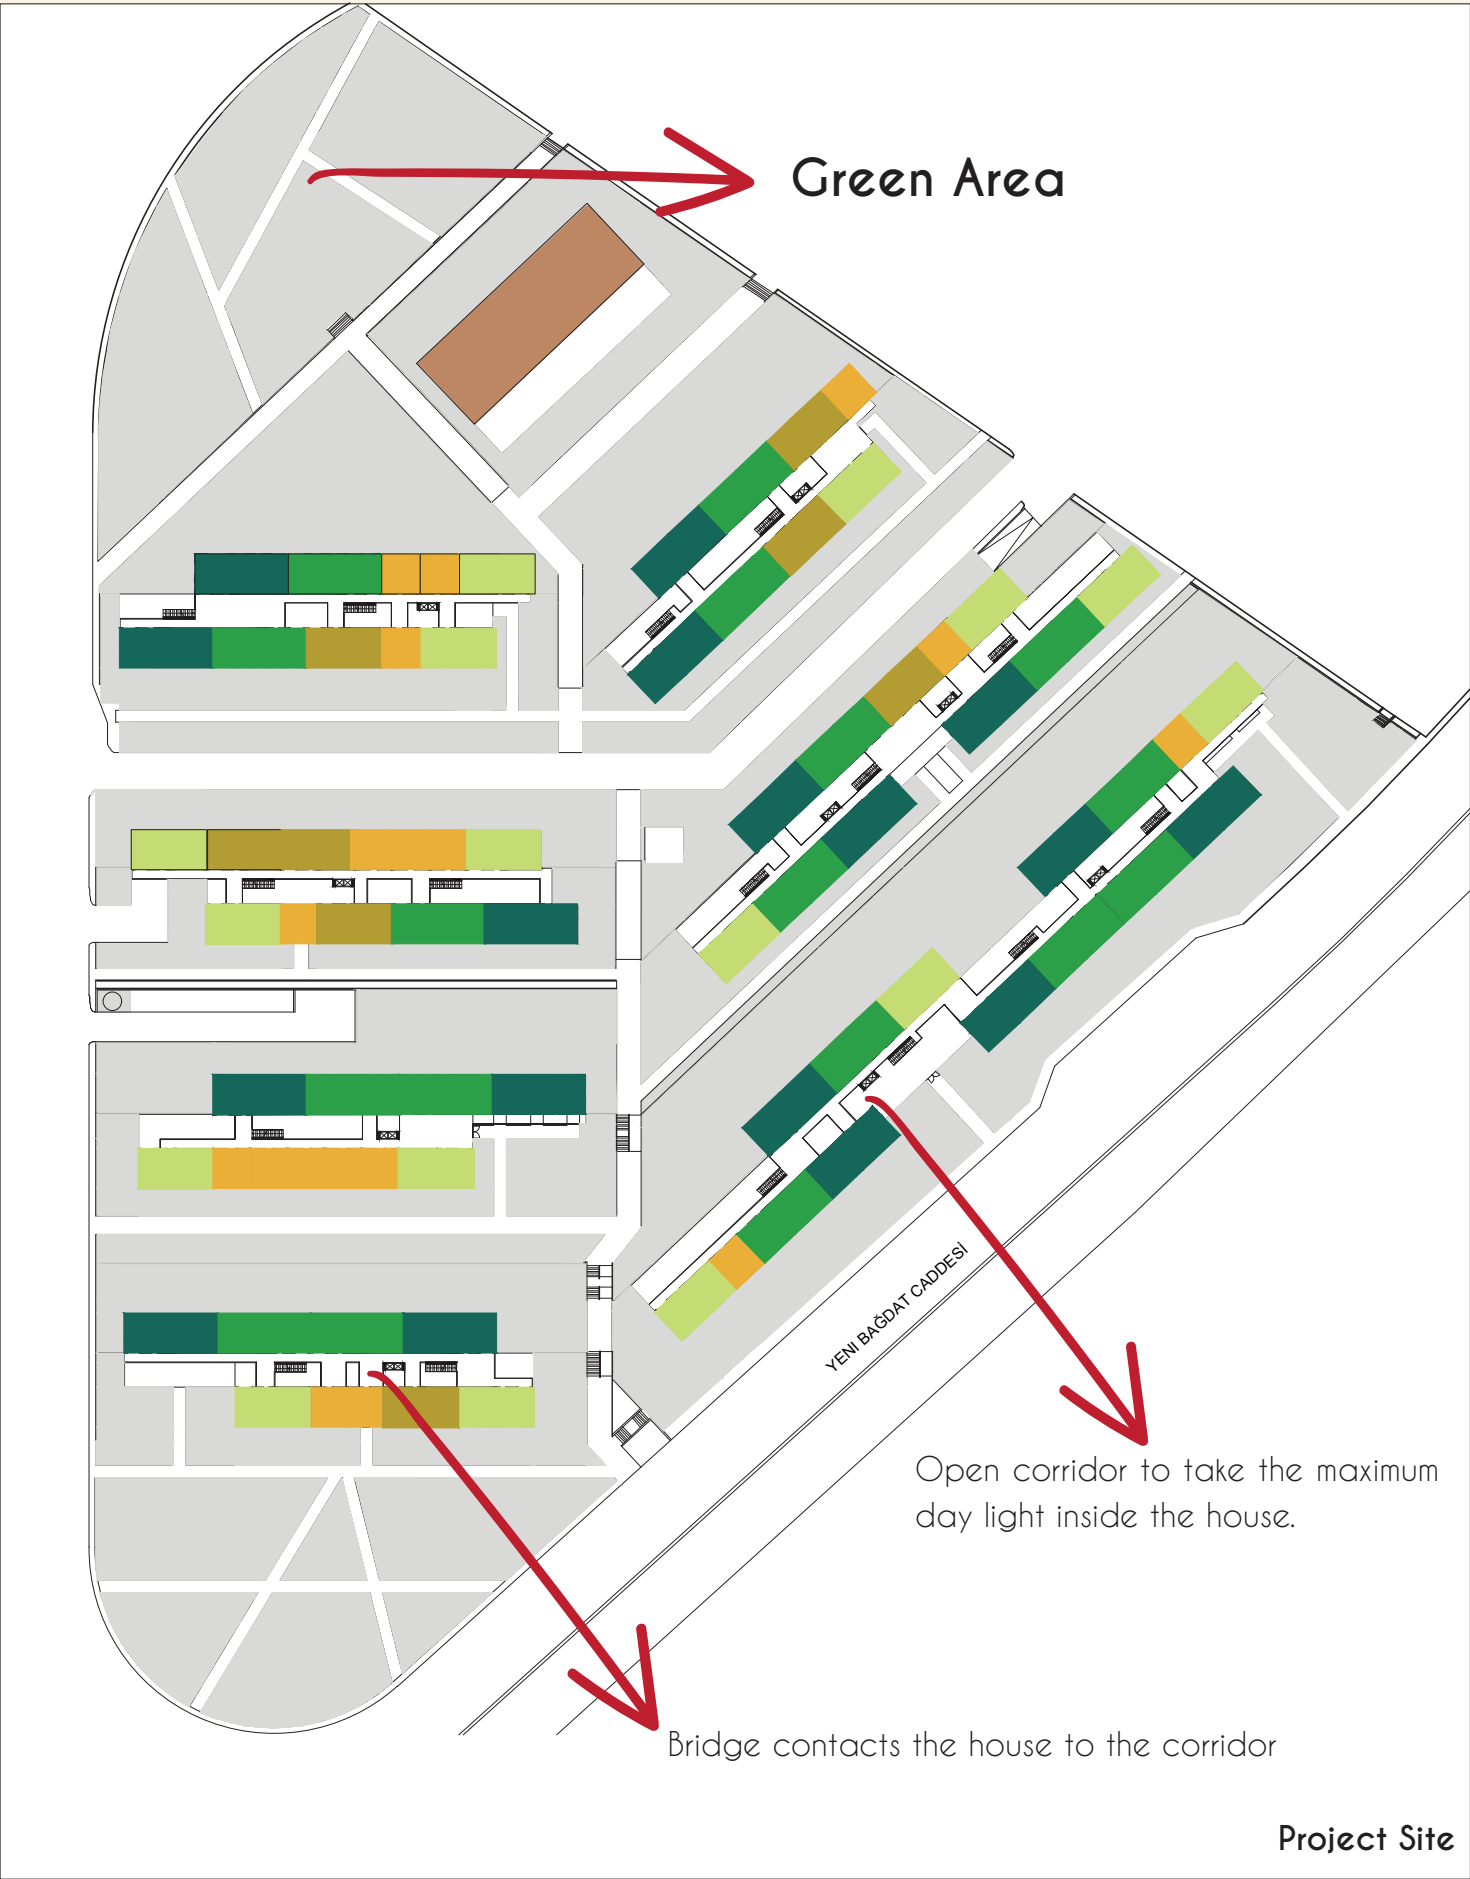 Green Area
YENİ BAĞDAT CADDESİ
Open corridor to take the maximum
day light inside the house.
Bridge contacts the house to the corridor
Project Site